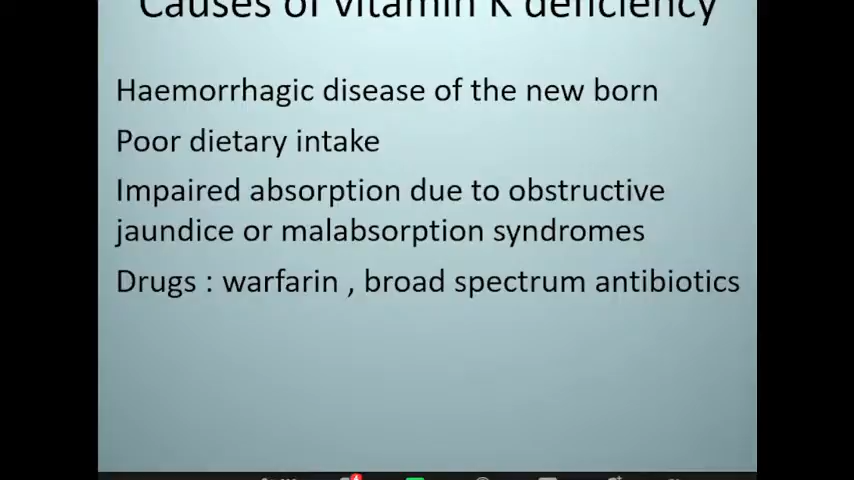 Causes of vitamin K deficiency
Haemorrhagic disease of the new born
Poor dietary intake
Impaired absorption due to obstructive
jaundice or malabsorption syndromes
Drugs : warfarin , broad spectrum antibiotics